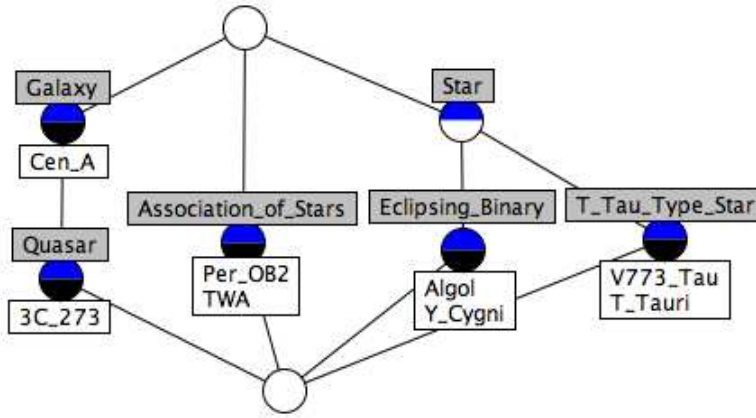 Galaxy
Star
Cen_A
Association_of_Stars
Eclipsing_Binary
T_Tau_Type_Star
Quasar
Per_OB2
TWA
Algol
Y_Cygni
V773_Tau
T_Tauri
3C_273